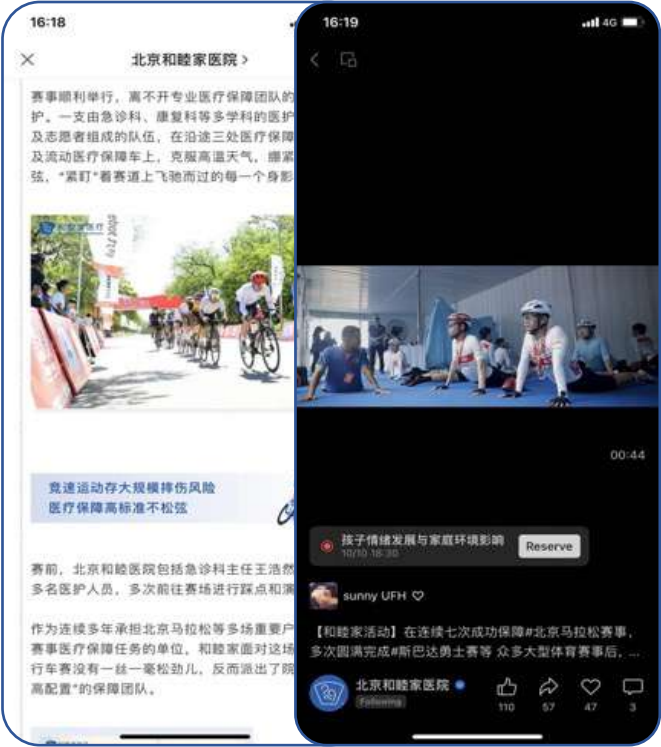 16:18
北京和睦家医院 >
赛事顺利举行，离不开专业医疗保障团队的
护。一支由急诊科、康复科等多学科的医护
及志愿者组成的队伍，在沿途三处医疗保障
及流动医疗保障车上，克服高温天气，绷紧
弦，“紧盯”着赛道上飞驰而过的每一个身影
和睦家医疗
竞速运动存大规模摔伤风险
医疗保障高标准不松弦
赛前，北京和睦家医院包括急诊科主任王浩然
多名医护人员，多次前往赛场进行踩点和演
作为连续多年承担北京马拉松等多场重要户
赛事医疗保障任务的单位，和睦家面对这场
行车赛没有一丝一毫松劲儿，反而派出了院
高配置”的保障团队。
16:19
4G
00:44
孩子情绪发展与家庭环境影响
10/10 18:30
Reserve
sunny UFH
【和睦家活动】在连续七次成功保障#北京马拉松赛事，
多次圆满完成#斯巴达勇士赛等 众多大型体育赛事后，...
北京和睦家医院
Following
110
57
47
3